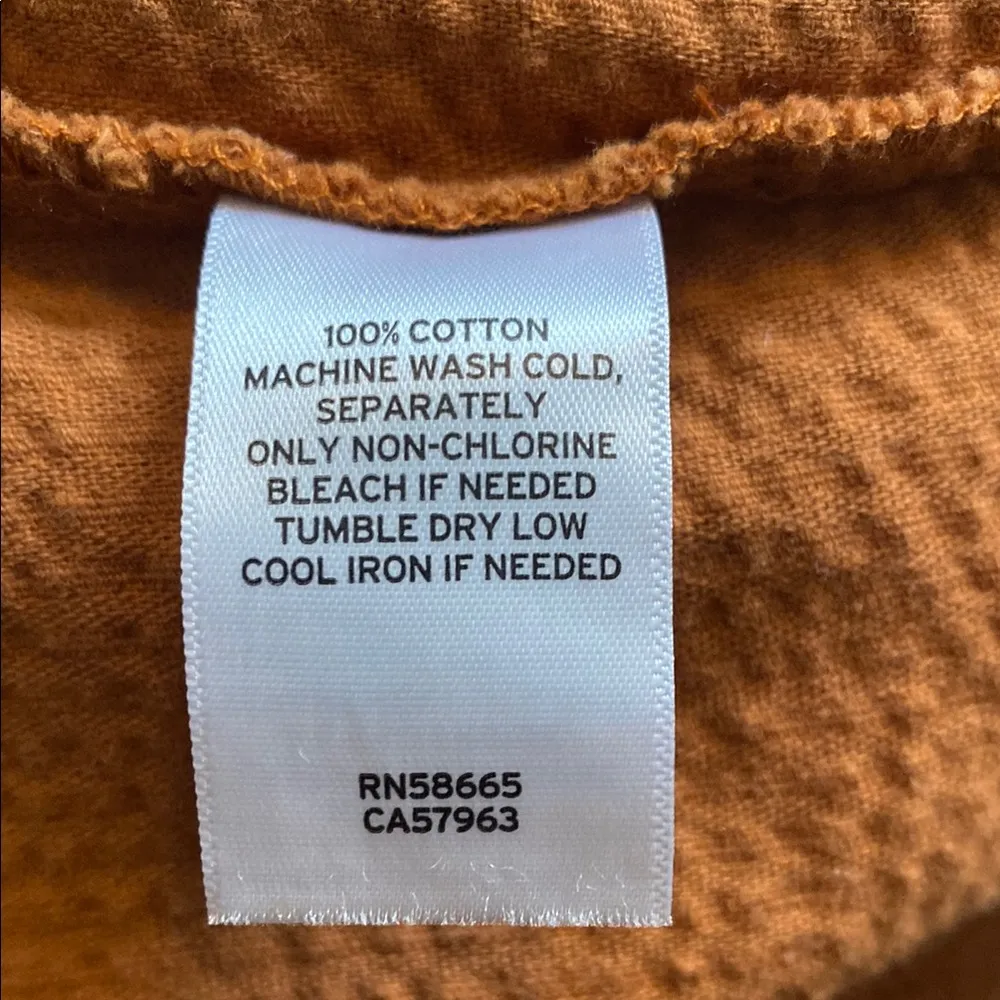 100% COTTON
MACHINE WASH COLD,
SEPARATELY
ONLY NON-CHLORINE
BLEACH IF NEEDED
TUMBLE DRY LOW
COOL IRON IF NEEDED
RN58665
CA57963